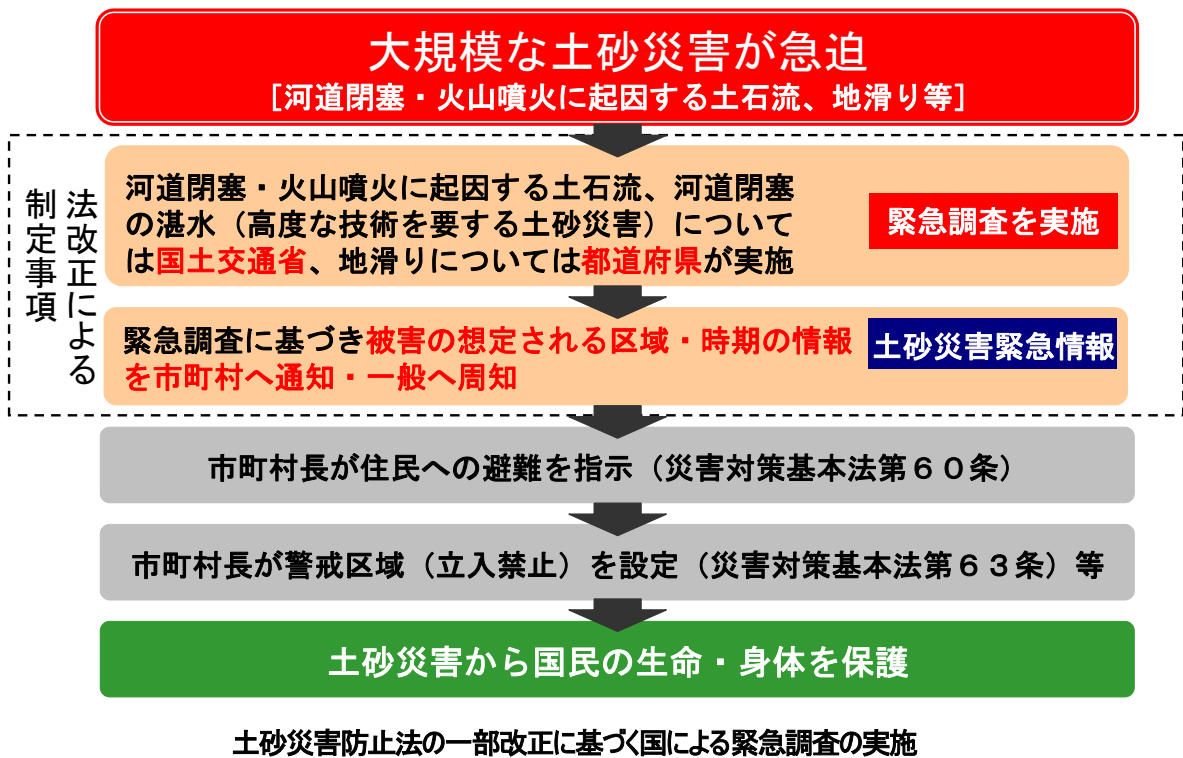 大規模な土砂災害が急迫
[河道閉塞・火山噴火に起因する土石流、地滑り等]
法改正による
制定事項
河道閉塞・火山噴火に起因する土石流、河道閉塞
の湛水（高度な技術を要する土砂災害）について
は国土交通省、地滑りについては都道府県が実施
緊急調査を実施
緊急調査に基づき被害の想定される区域・時期の情報
を市町村へ通知・一般へ周知
土砂災害緊急情報
市町村長が住民への避難を指示（災害対策基本法第６０条）
市町村長が警戒区域（立入禁止）を設定（災害対策基本法第６３条）等
土砂災害から国民の生命・身体を保護
土砂災害防止法の一部改正に基づく国による緊急調査の実施